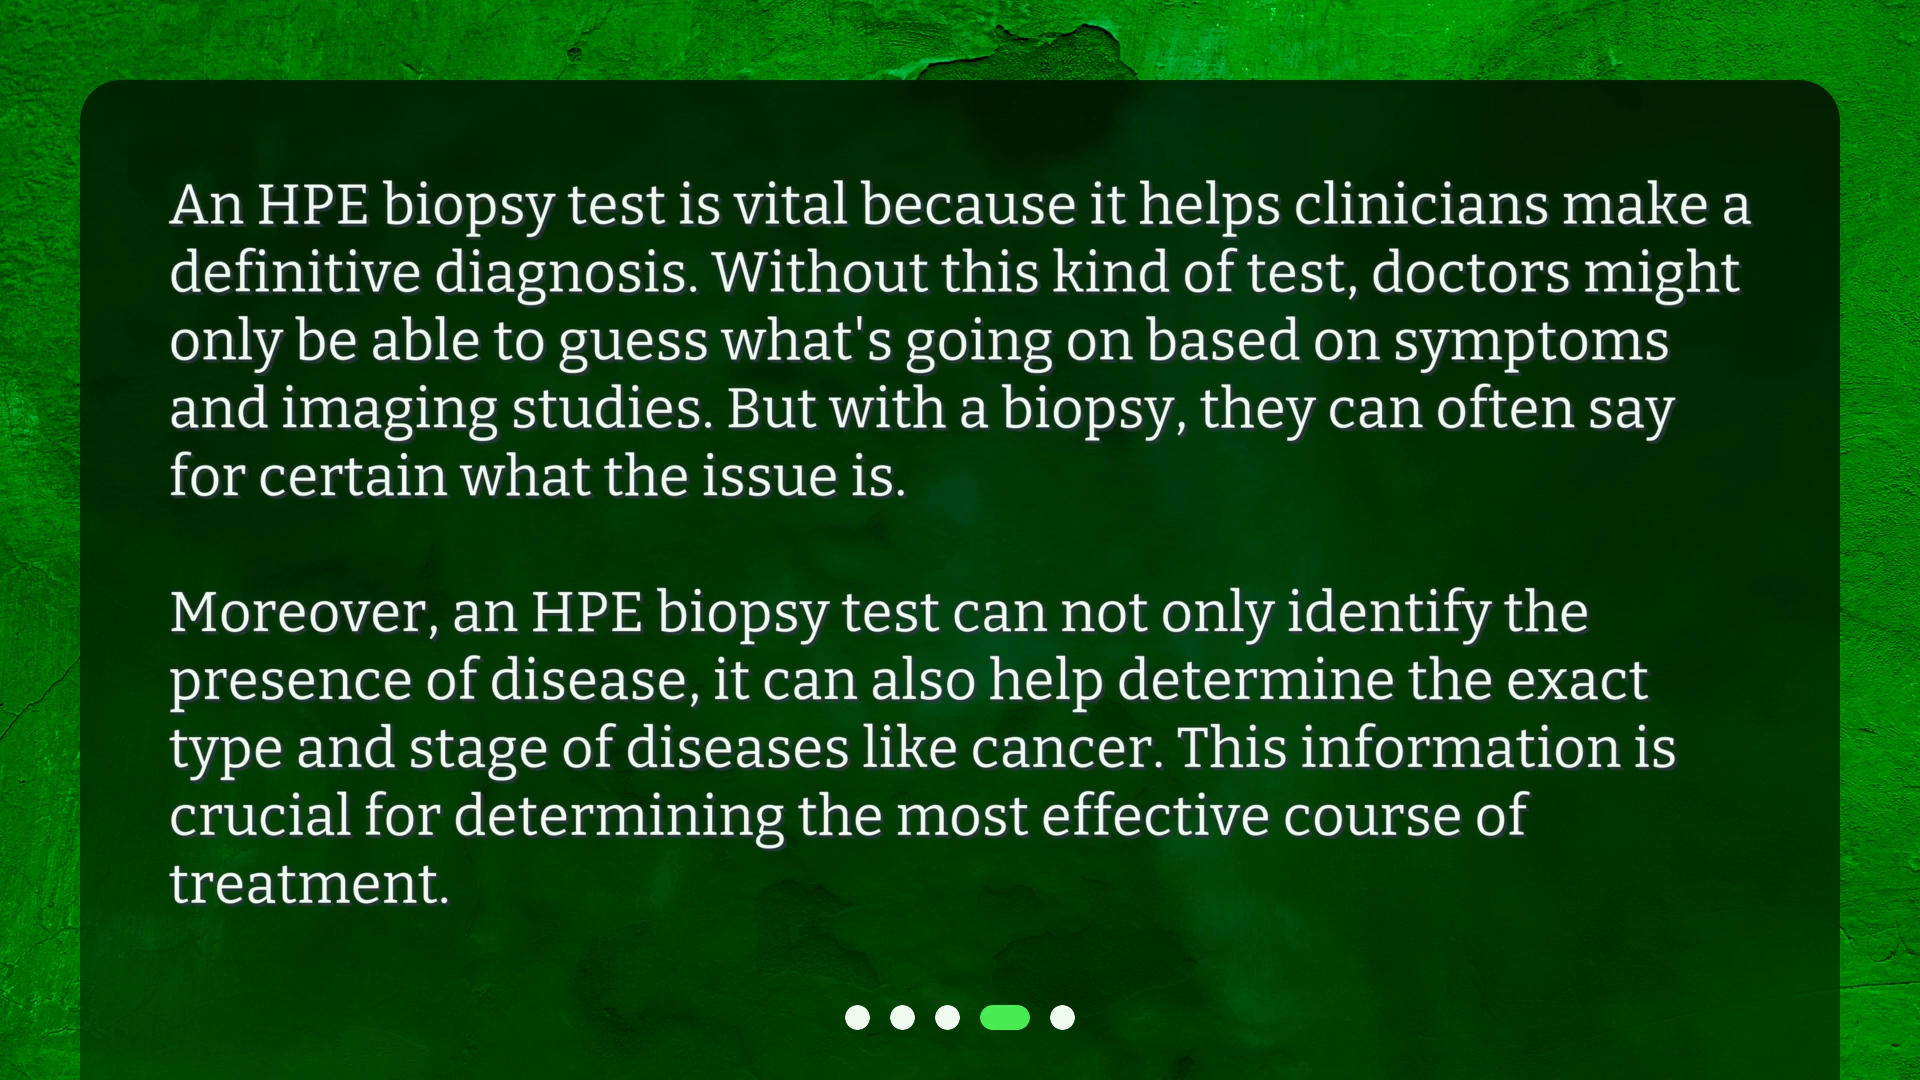 An HPE biopsy test is vital because it helps clinicians make a
definitive diagnosis. Without this kind of test, doctors might
only be able to guess what's going on based on symptoms
and imaging studies. But with a biopsy, they can often say
for certain what the issue is.
Moreover, an HPE biopsy test can not only identify the
presence of disease, it can also help determine the exact
type and stage of diseases like cancer. This information is
crucial for determining the most effective course of
treatment.